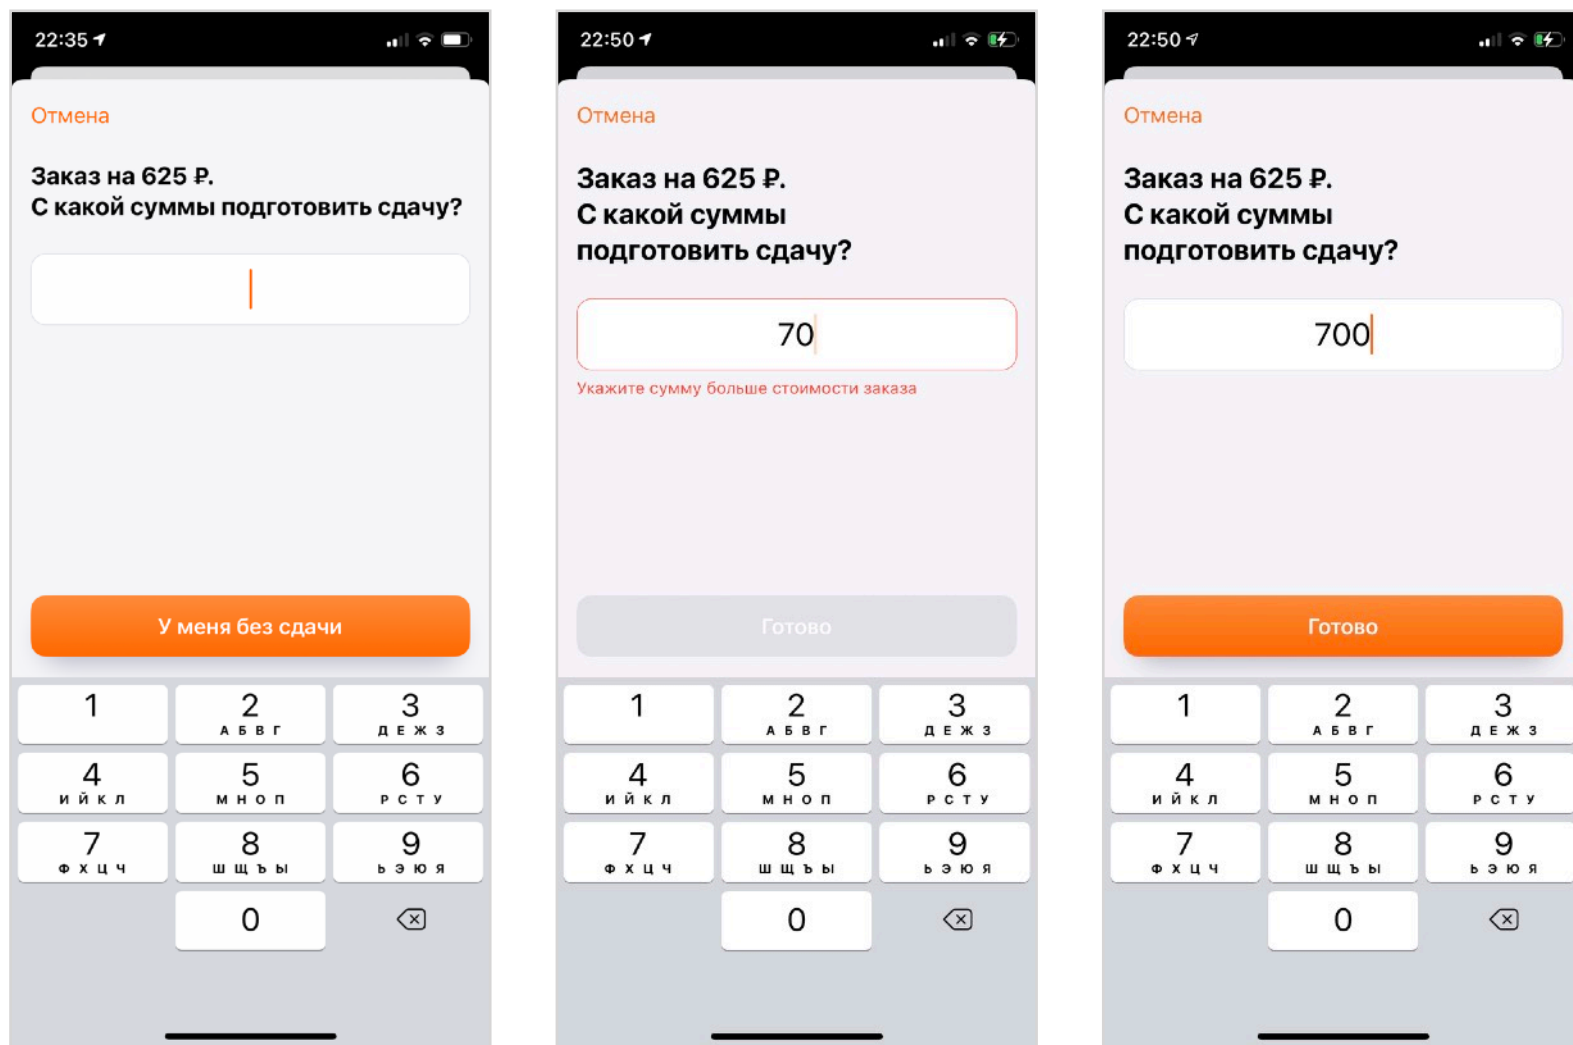 22:35
Отмена
Заказ на 625 ₽.
С какой суммы подготовить сдачу?
У меня без сдачи
1
2
3
А Б В Г
Д Е Ж З
4
5
6
И Й К Л
М Н О П
Р С Т У
7
8
9
Ф Х Ц Ч
Ш Щ Ъ Ы
Ь Э Ю Я
0
22:50
Отмена
Заказ на 625 ₽.
С какой суммы
подготовить сдачу?
70
Укажите сумму больше стоимости заказа
Готово
1
2
3
А Б В Г
Д Е Ж З
4
5
6
И Й К Л
М Н О П
Р С Т У
7
8
9
Ф Х Ц Ч
Ш Щ Ъ Ы
Ь Э Ю Я
0
22:50
Отмена
Заказ на 625 ₽.
С какой суммы
подготовить сдачу?
700
Готово
1
2
3
А Б В Г
Д Е Ж З
4
5
6
И Й К Л
М Н О П
Р С Т У
7
8
9
Ф Х Ц Ч
Ш Щ Ъ Ы
Ь Э Ю Я
0